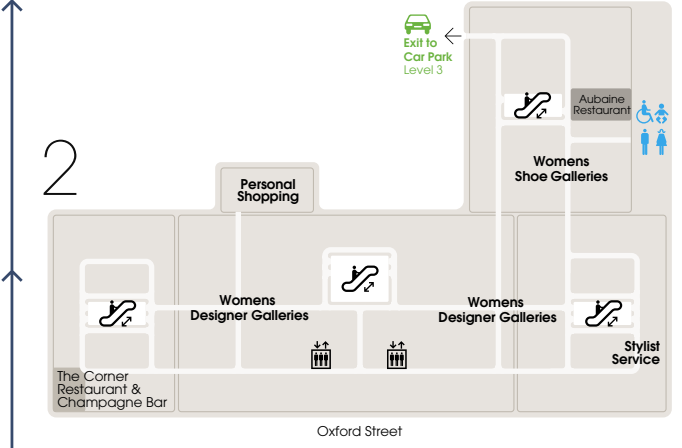 Exit to
Car Park
Level 3
Aubaine
Restaurant
2
Womens
Shoe Galleries
Personal
Shopping
Womens
Designer Galleries
Womens
Designer Galleries
Stylist
Service
The Corner
Restaurant &
Champagne Bar
Oxford Street